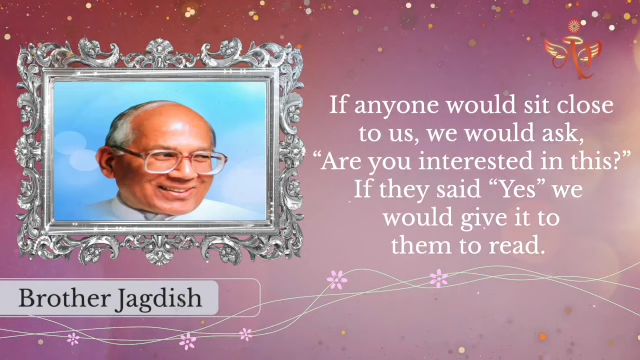 If anyone would sit close
to us, we would ask,
“Are you interested in this?”
If they said “Yes” we
would give it to
them to read.
Brother Jagdish